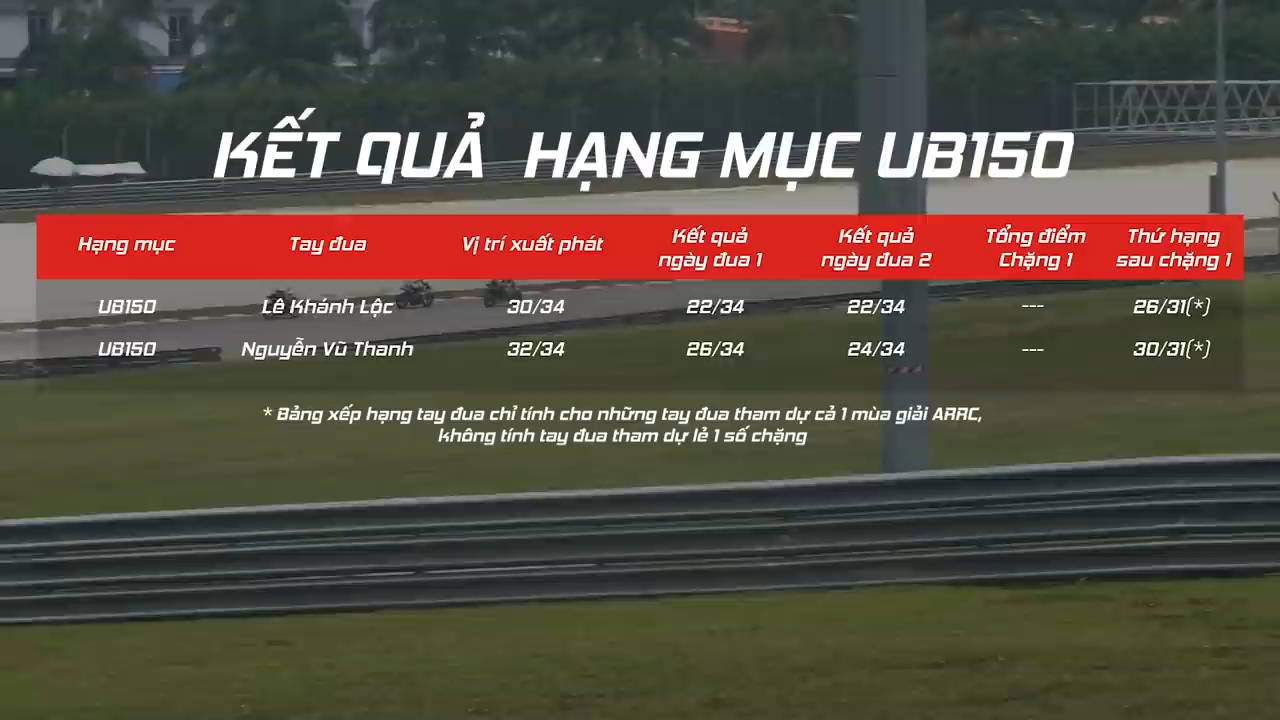 KẾT QUẢ HẠNG MỤC UB150
Hạng mục Tay đua Vị trí xuất phát Kết quả ngày đua 1 Kết quả ngày đua 2 Tổng điểm Chặng 1 Thứ hạng sau chặng 1
UB150 Lê Khánh Lộc 30/34 22/34 22/34 --- 26/31(*)
UB150 Nguyễn Vũ Thanh 32/34 26/34 24/34 --- 30/31(*)
* Bảng xếp hạng tay đua chỉ tính cho những tay đua tham dự cả 1 mùa giải ARRC,
không tính tay đua tham dự lẻ 1 số chặng